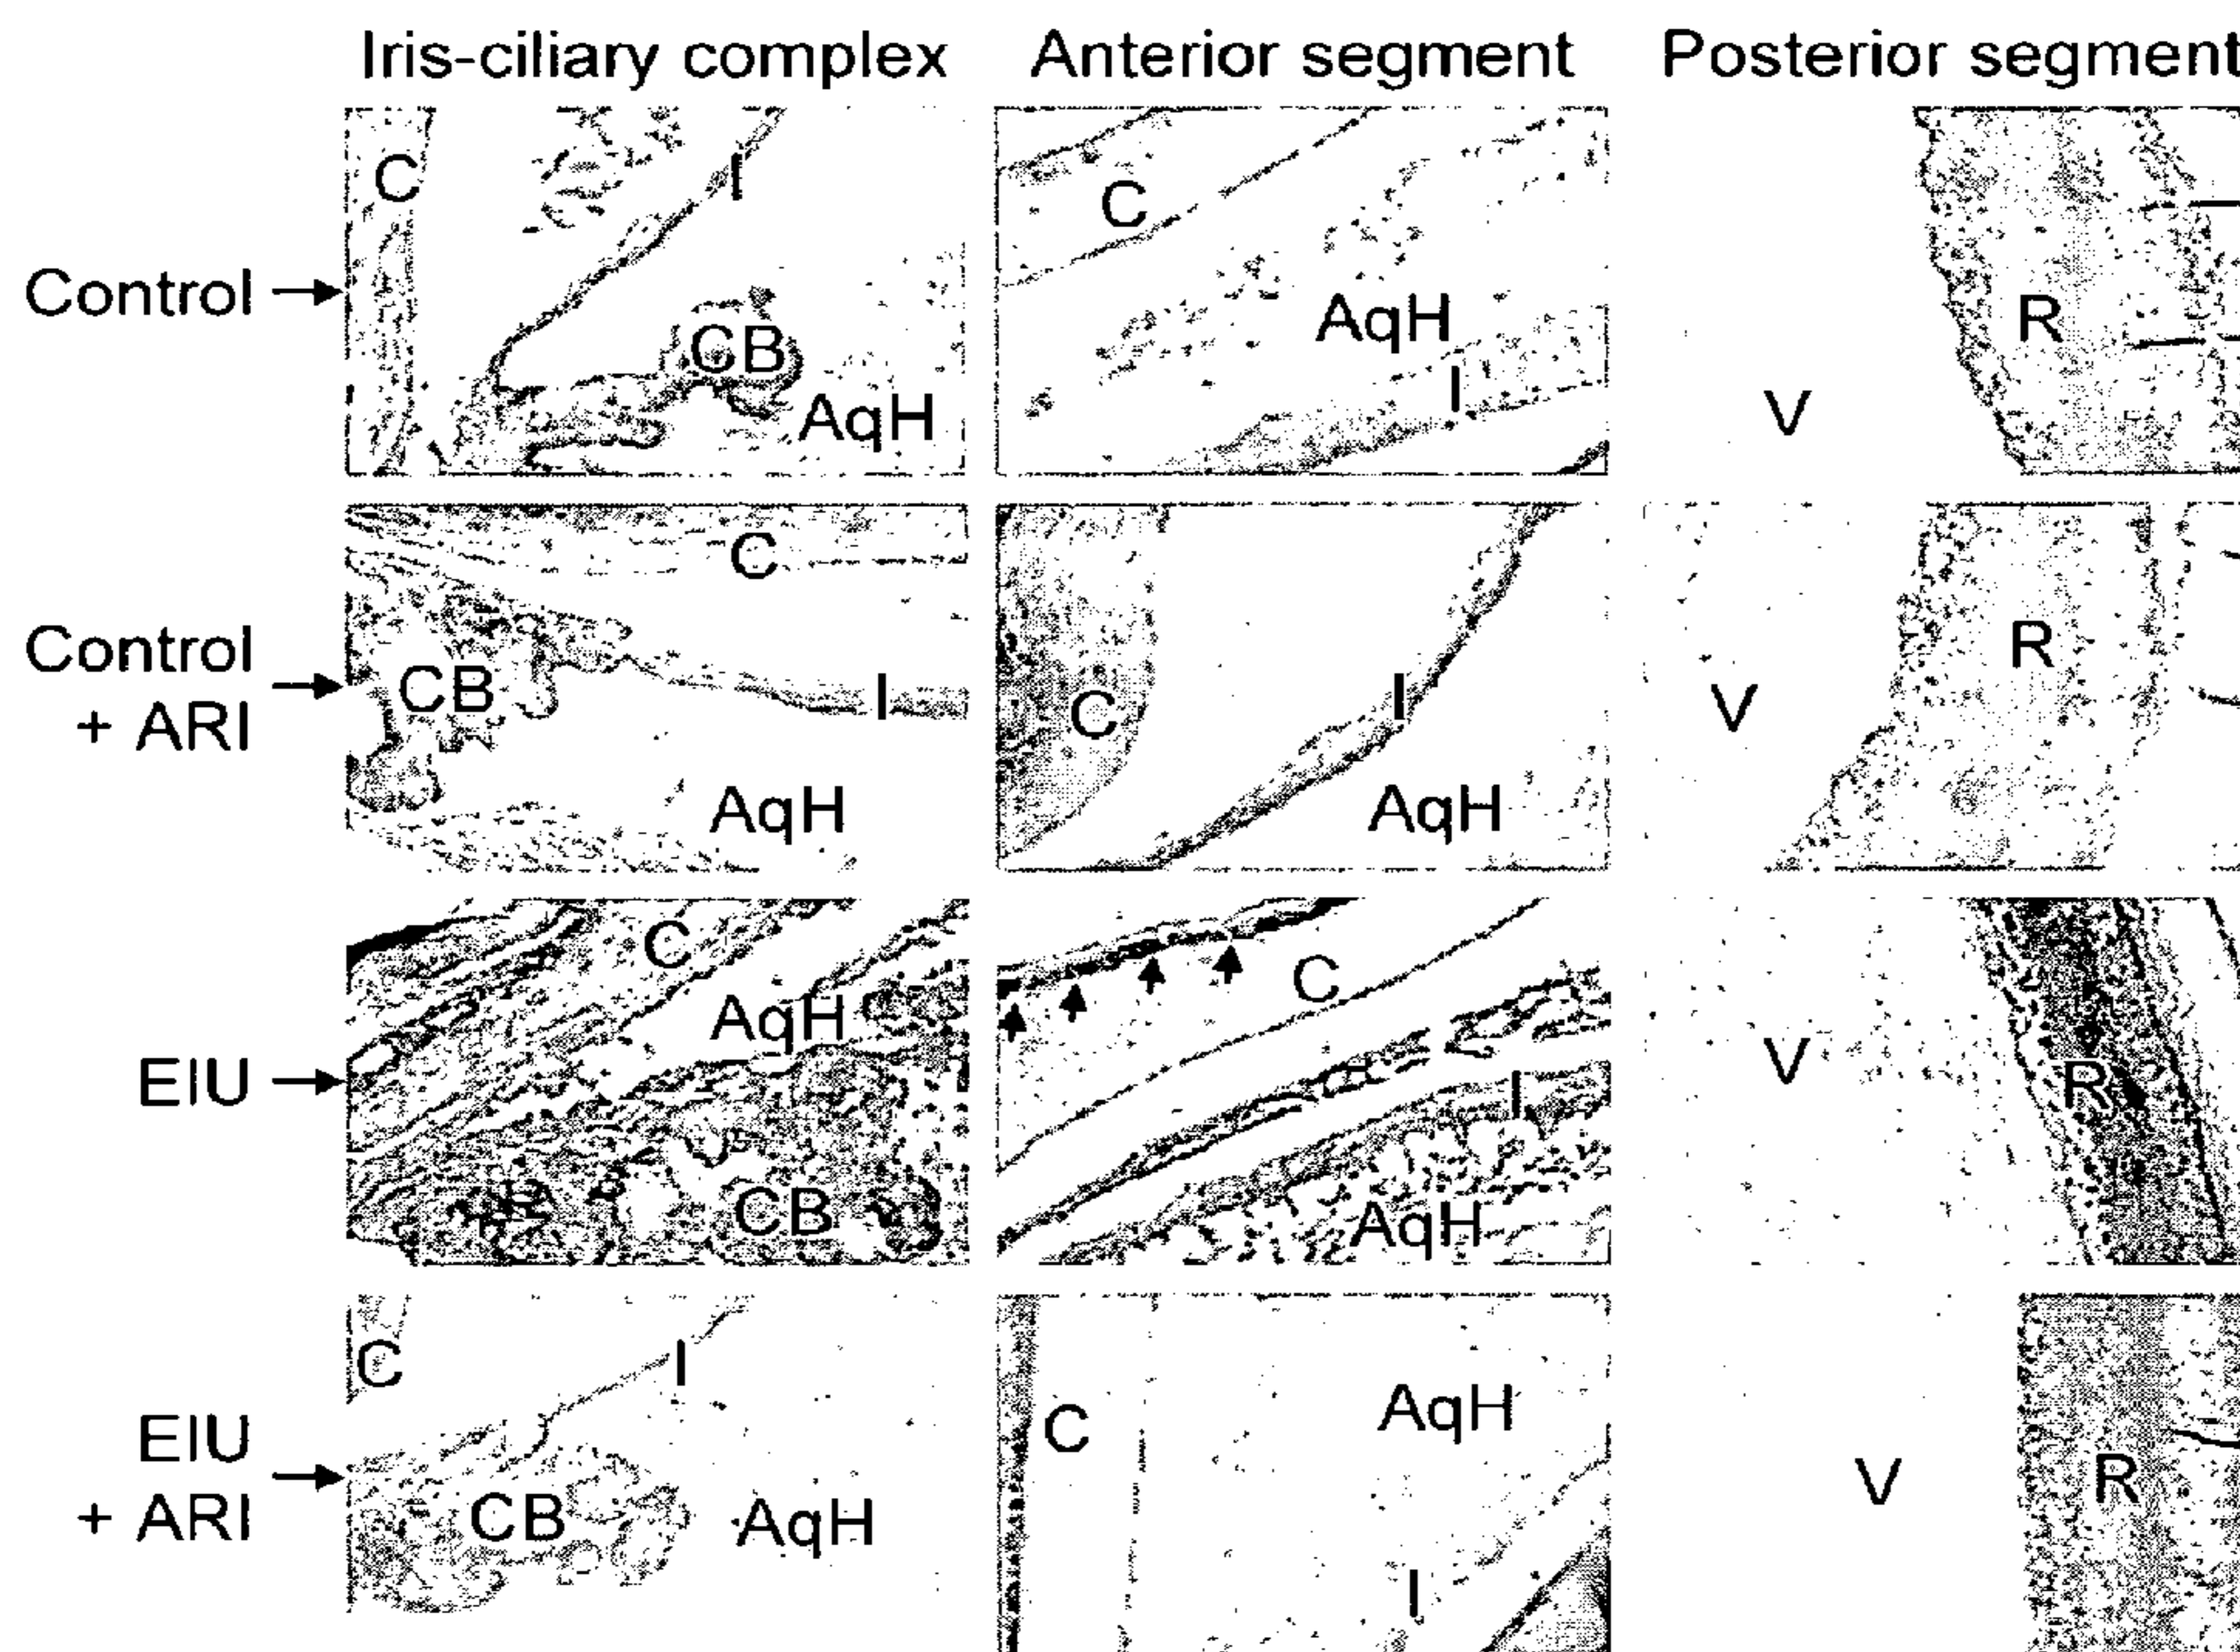 Iris-ciliary complex Anterior segment Posterior segment
C I C
Control CB AqH R
AqH I V
C
Control + ARI CB I C I R
V
AqH AqH
C C
AqH V
EIU I R
CB AqH
C I AqH
C
EIU + ARI CB AqH V R
I